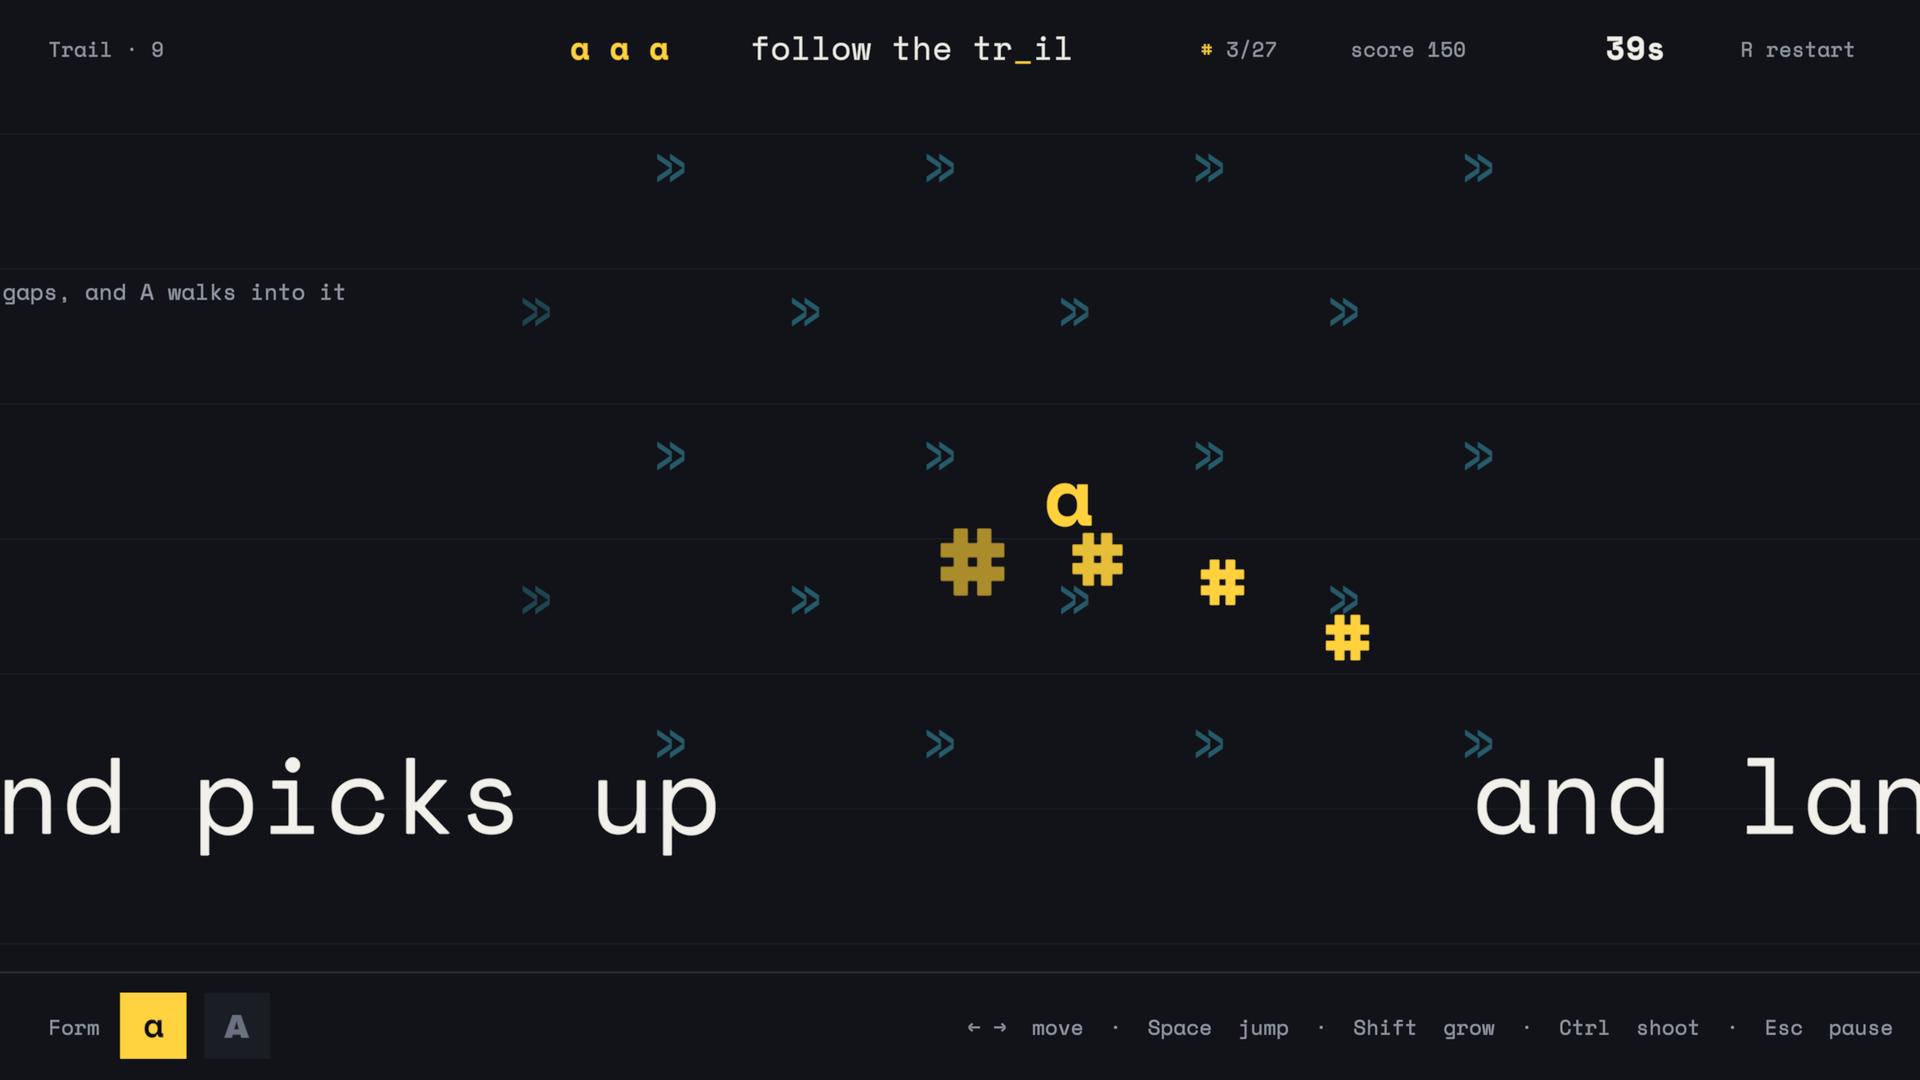 Trail · 9 a a a follow the tr_il # 3/27 score 150 39s R restart
» » » »
gaps, and A walks into it
» » » »
» » » »
a
# # #
» » » »
#
» » » »
nd picks up and lan
Form a A ← → move · Space jump · Shift grow · Ctrl shoot · Esc pause